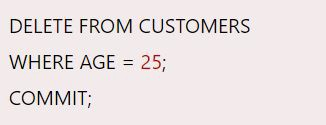 DELETE FROM CUSTOMERS
WHERE AGE = 25;
COMMIT;